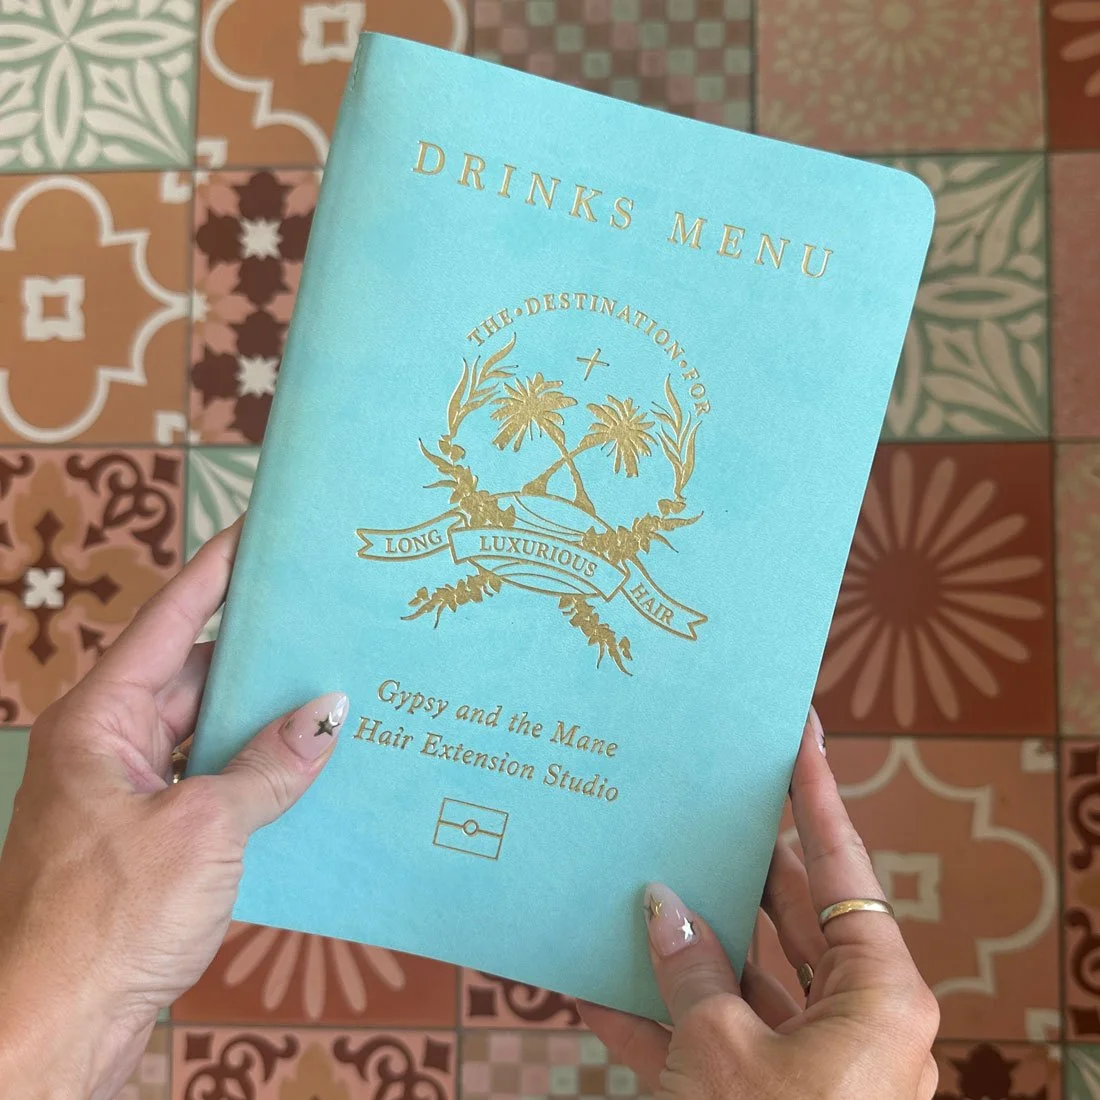 DRINKS MENU
THE•DESTINATION•FOR
LONG LUXURIOUS HAIR
Gypsy and the Mane
Hair Extension Studio